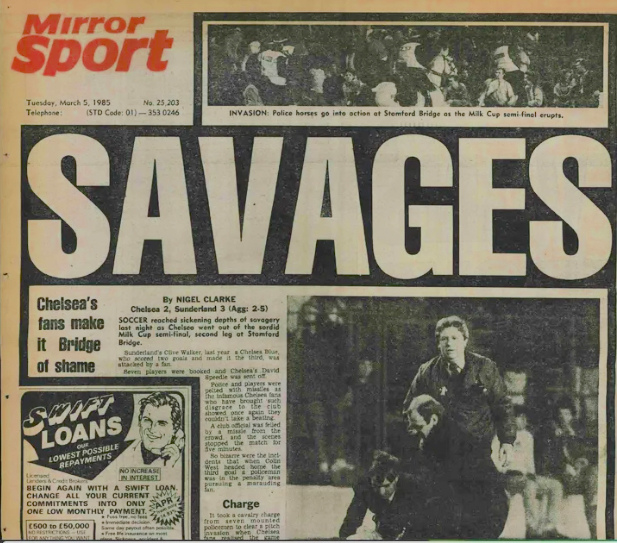 Mirror
Sport
Tuesday, March 5, 1985 No. 25,203
Telephone: (STD Code: 01) — 353 0246
INVASION: Police horses go into action at Stamford Bridge as the Milk Cup semi-final erupts.
SAVAGES
Chelsea's
fans make
it Bridge
of shame
By NIGEL CLARKE
Chelsea 2, Sunderland 3 (Agg: 2-5)
SOCCER reached sickening depths of savagery
last night as Chelsea went out of the sordid
Milk Cup semi-final, second leg at Stamford
Bridge.
Sunderland's Clive Walker, last year a Chelsea Blue,
who scored two goals and made it the third, was
attacked by a fan.
Seven players were booked and Chelsea's David
Speedie was sent off.
Police and players were
pelted with missiles as
the infamous Chelsea fans
who have brought such
disgrace to the club
showed once again they
couldn't take a beating.
A club official was felled
by a missile from the
crowd and the scenes
stopped the match for
five minutes.
So bizarre were the inci-
dents that when Colin
West headed home the
third goal a policeman
was in the penalty area
pursuing a marauding
fan.
Charge
It took a cavalry charge
from seven mounted
policemen to clear a pitch
invasion when Chelsea
SWIFT
LOANS
OUR
LOWEST POSSIBLE
REPAYMENTS
Licensed
Lenders & Credit Brokers
NO INCREASE
IN INTEREST
BEGIN AGAIN WITH A SWIFT LOAN.
CHANGE ALL YOUR CURRENT
COMMITMENTS INTO ONLY
ONE LOW MONTHLY PAYMENT.
APR
£500 to £50,000